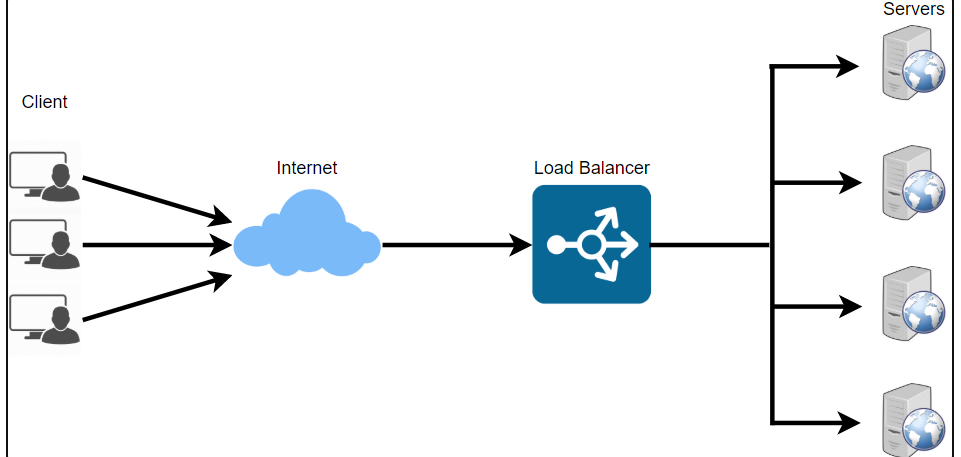 Servers
Client
Internet
Load Balancer